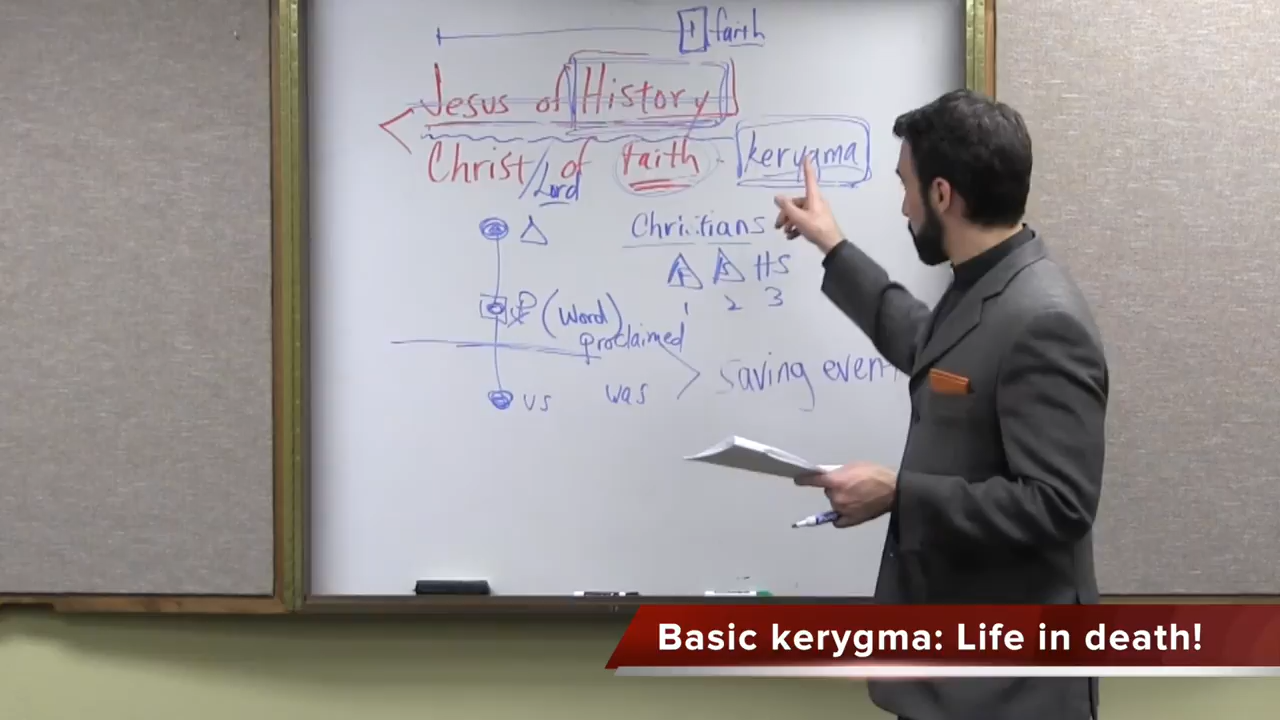 + faith
Jesus of History
Christ/Lord of faith - kerygma
Δ Christians
F S HS
1 2 3
(Word)
proclaimed
was saving event
us
Basic kerygma: Life in death!